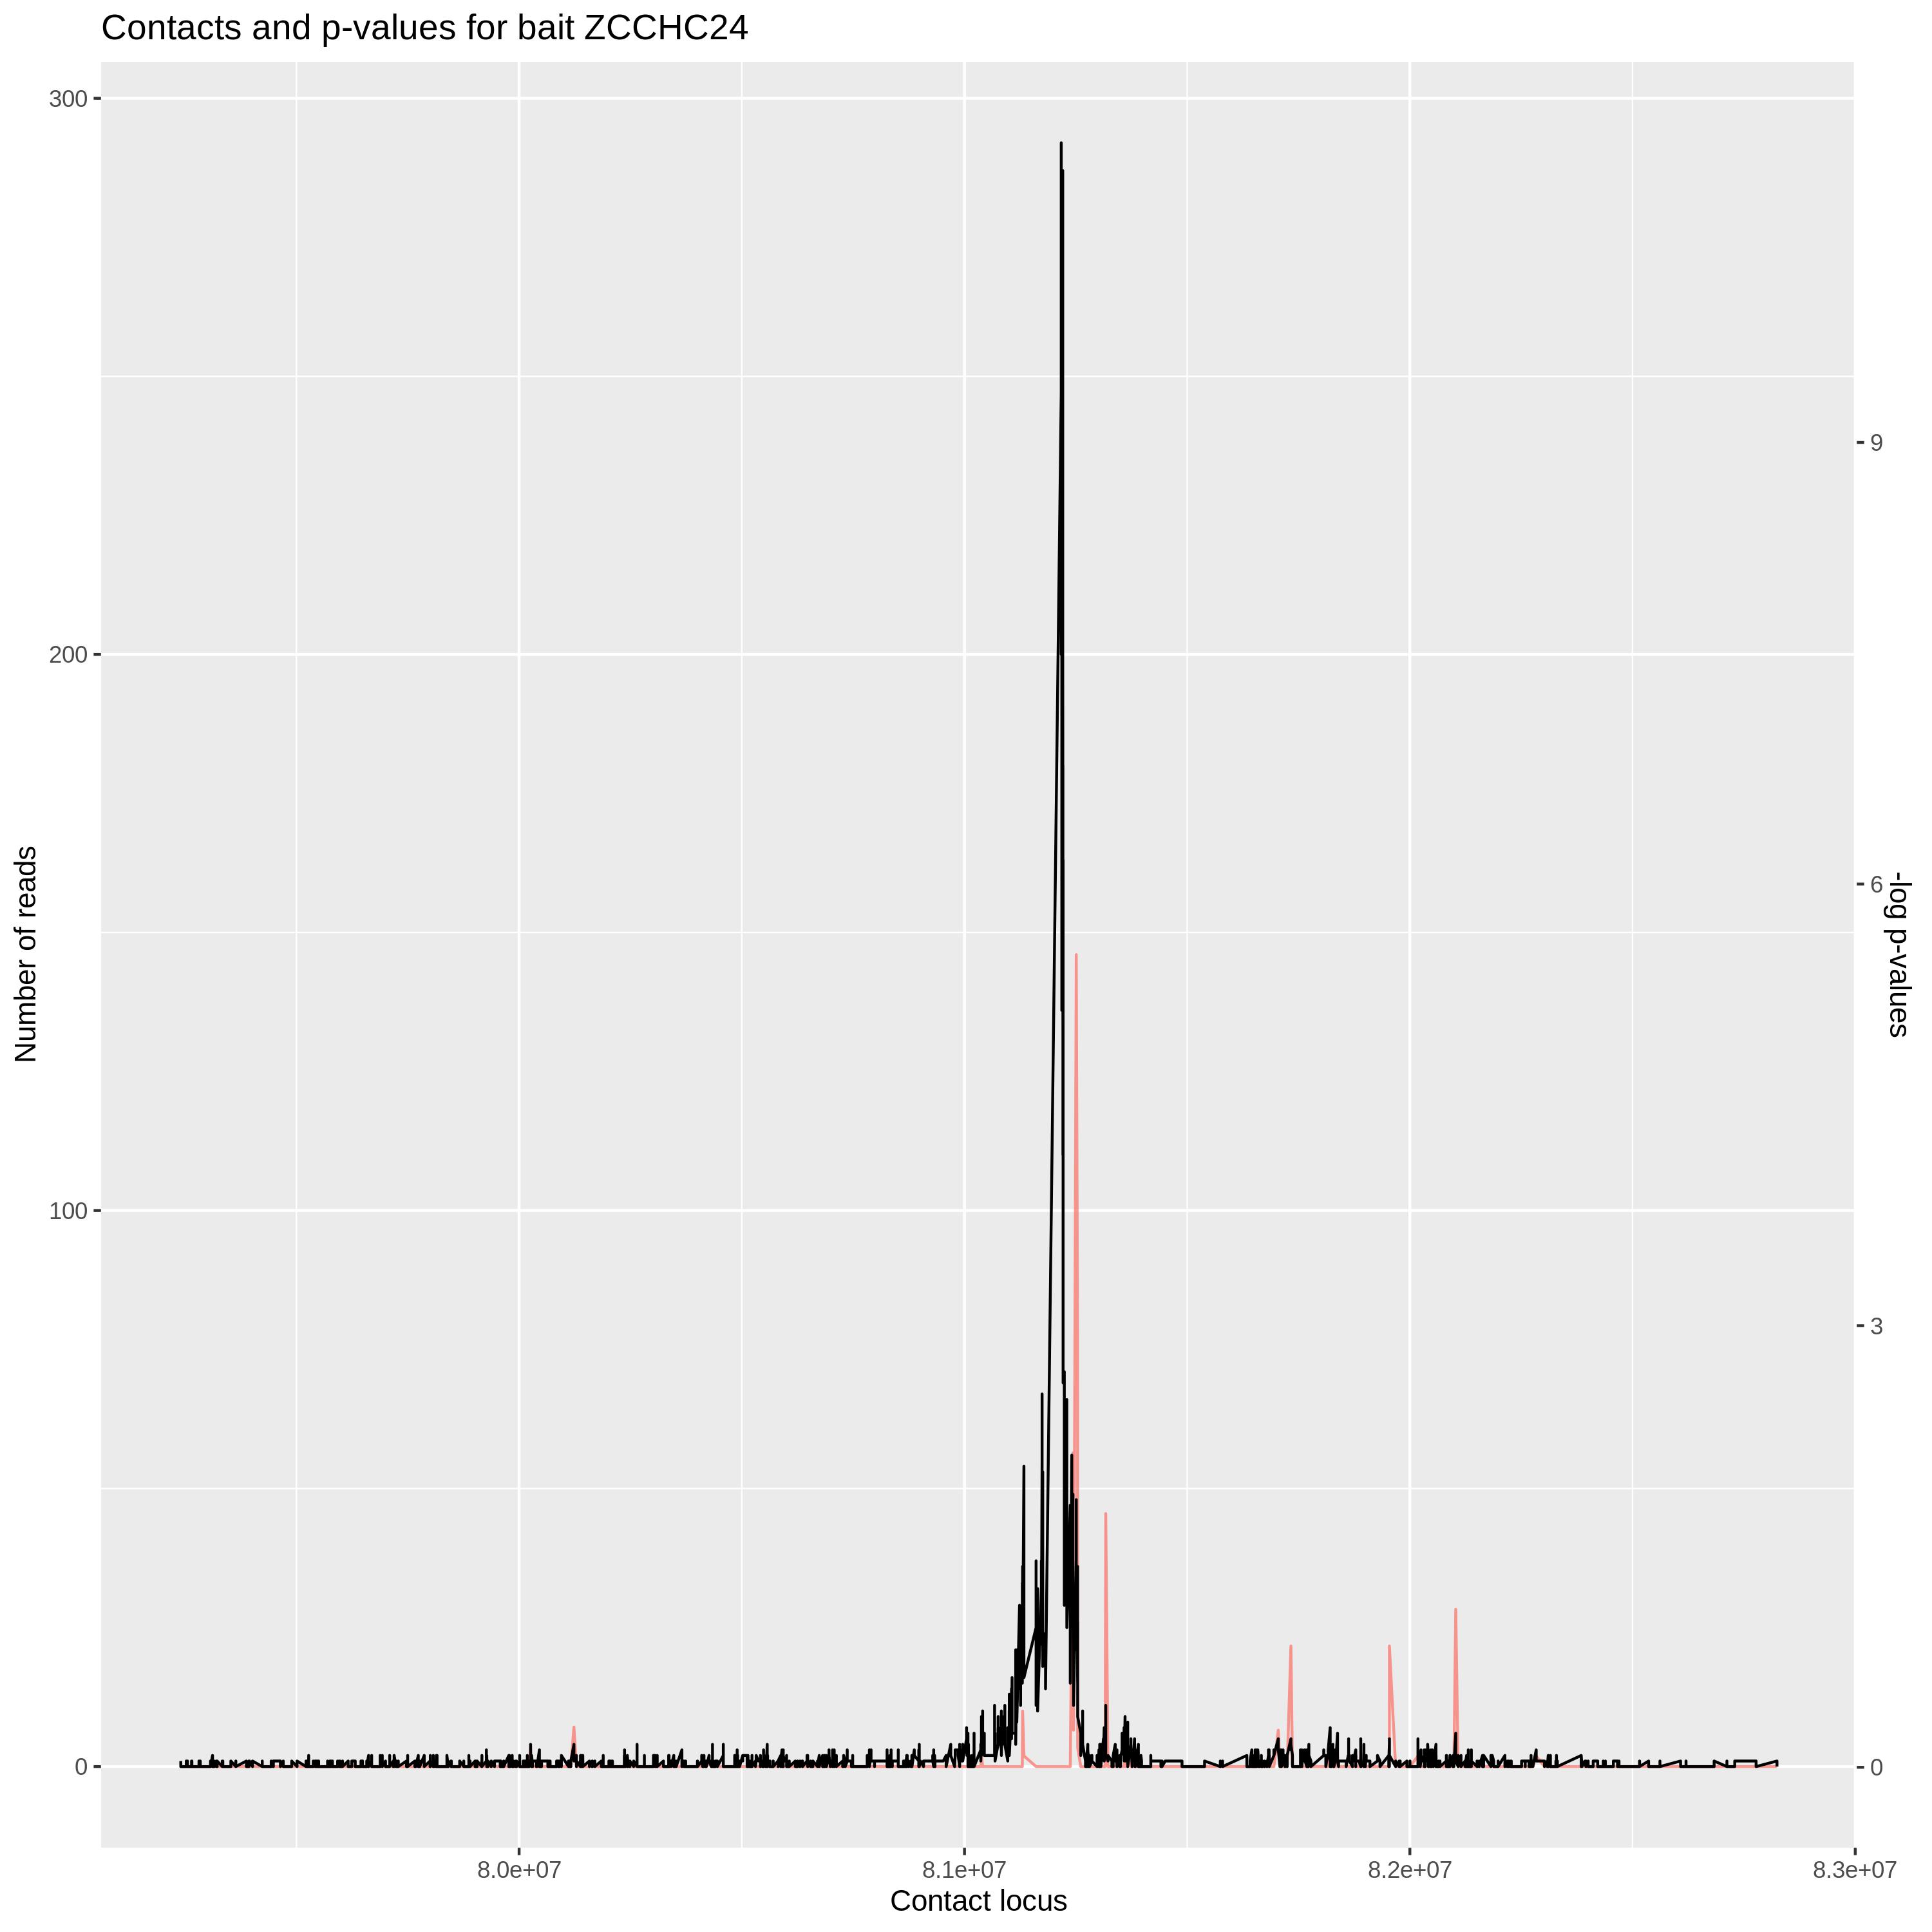 Contacts and p-values for bait ZCCHC24
300
200
100
0
Number of reads
9
6
3
0
-log p-values
8.0e+07
8.1e+07
8.2e+07
8.3e+07
Contact locus